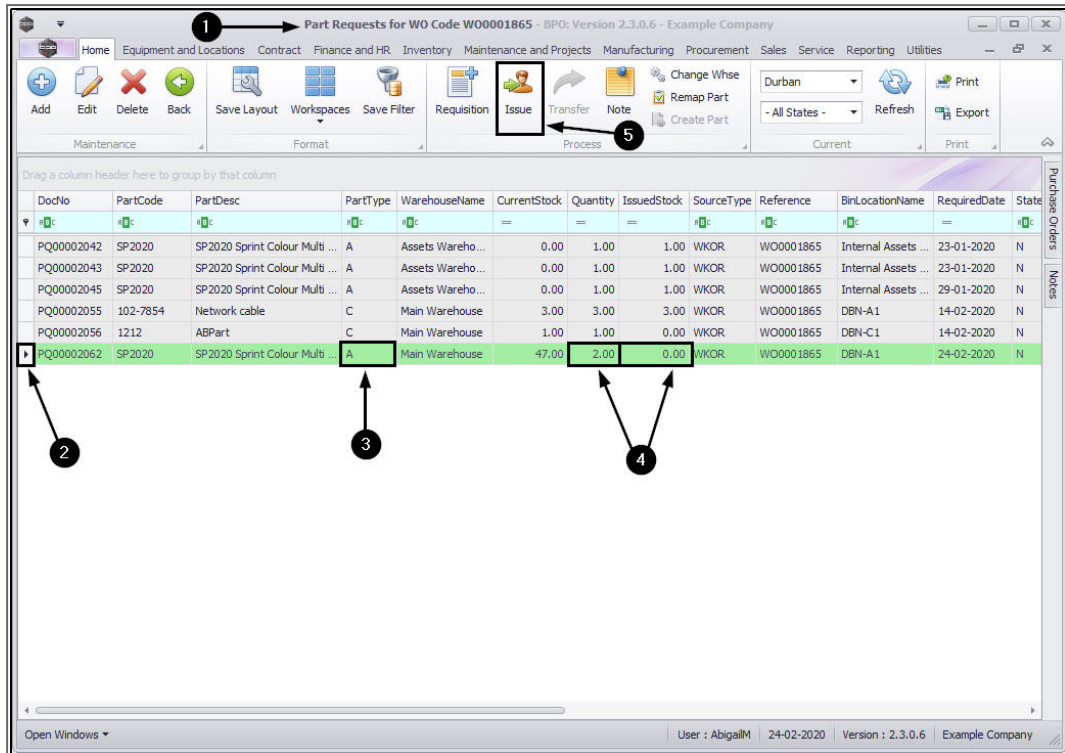 1
Part Requests for WO Code WO0001865 - BPO: Version 2.3.0.6 - Example Company
Home Equipment and Locations Contract Finance and HR Inventory Maintenance and Projects Manufacturing Procurement Sales Service Reporting Utilities
Add Edit Delete Back Save Layout Workspaces Save Filter Requisition Issue Transfer Note
Change Whse
Remap Part
Create Part
Durban
- All States -
Refresh
Print
Export
5
Maintenance Format Process Current Print
Drag a column header here to group by that column
DocNo PartCode PartDesc PartType WarehouseName CurrentStock Quantity IssuedStock SourceType Reference BinLocationName RequiredDate State
PQ00002042 SP2020 SP2020 Sprint Colour Multi ... A Assets Wareho... 0.00 1.00 1.00 WKOR WO0001865 Internal Assets ... 23-01-2020 N
PQ00002043 SP2020 SP2020 Sprint Colour Multi ... A Assets Wareho... 0.00 1.00 1.00 WKOR WO0001865 Internal Assets ... 23-01-2020 N
PQ00002045 SP2020 SP2020 Sprint Colour Multi ... A Assets Wareho... 0.00 1.00 1.00 WKOR WO0001865 Internal Assets ... 29-01-2020 N
PQ00002055 102-7854 Network cable C Main Warehouse 3.00 3.00 3.00 WKOR WO0001865 DBN-A1 14-02-2020 N
PQ00002056 1212 ABPart C Main Warehouse 1.00 1.00 0.00 WKOR WO0001865 DBN-C1 14-02-2020 N
PQ00002062 SP2020 SP2020 Sprint Colour Multi ... A Main Warehouse 47.00 2.00 0.00 WKOR WO0001865 DBN-A1 24-02-2020 N
Purchase Orders
Notes
2
3
4
Open Windows User : AbigailM 24-02-2020 Version : 2.3.0.6 Example Company